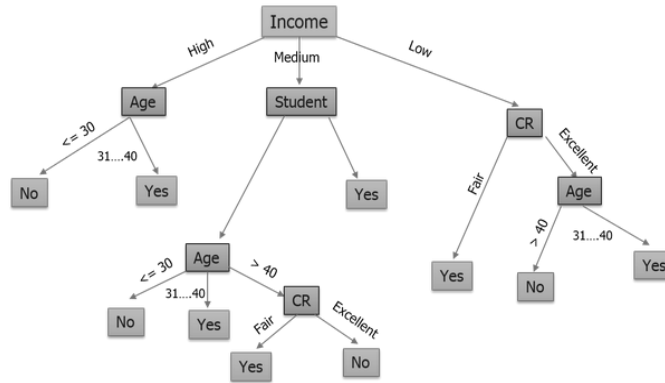 Income
High
Medium
Low
Age
Student
CR
<= 30
31....40
Fair
Excellent
No
Yes
Yes
Age
Age
> 40
31....40
<= 30
> 40
Yes
No
Yes
31....40
CR
No
Yes
Fair
Excellent
Yes
No